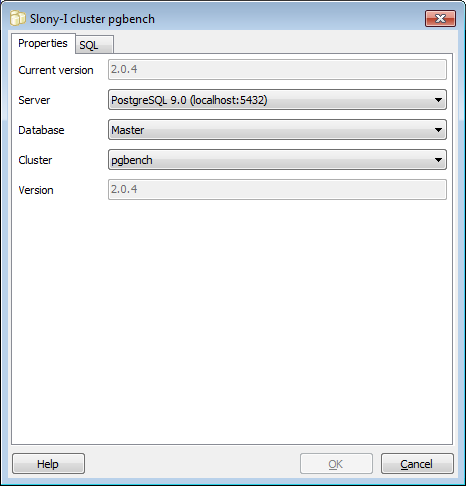 Slony-I cluster pgbench
Properties SQL
Current version 2.0.4
Server PostgreSQL 9.0 (localhost:5432)
Database Master
Cluster pgbench
Version 2.0.4
Help OK Cancel